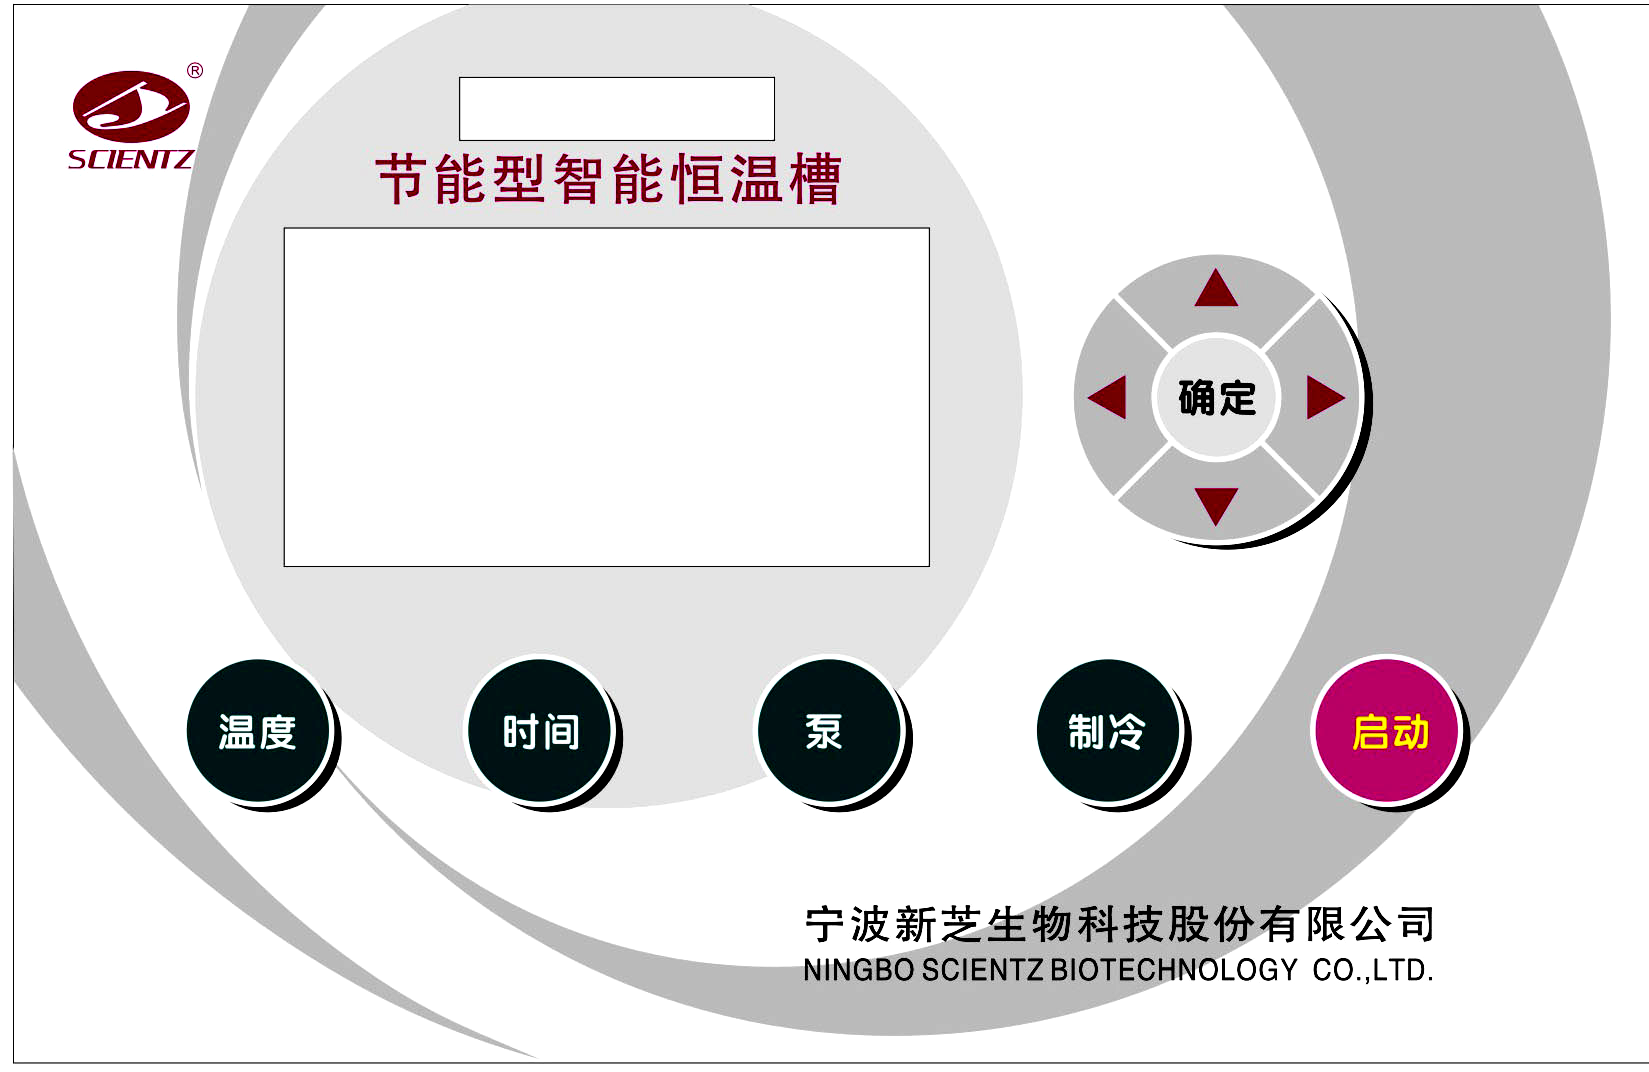 ®
SCIENTZ
节能型智能恒温槽
确定
温度
时间
泵
制冷
启动
宁波新芝生物科技股份有限公司
NINGBO SCIENTZ BIOTECHNOLOGY CO.,LTD.